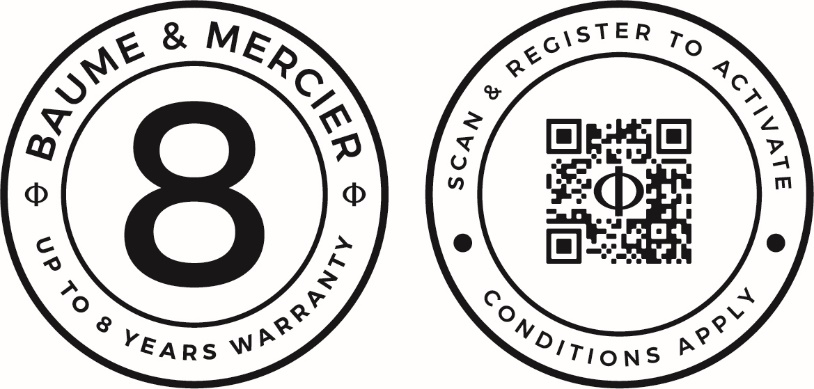 BAUME & MERCIER
Φ 8 Φ
UP TO 8 YEARS WARRANTY
SCAN & REGISTER TO ACTIVATE
Φ
CONDITIONS APPLY